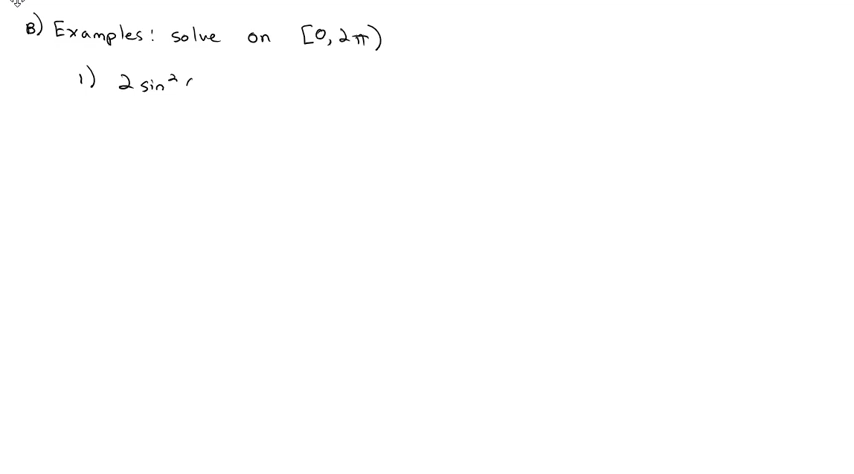 B) Examples: solve on [0, 2π)
1) 2 sin²